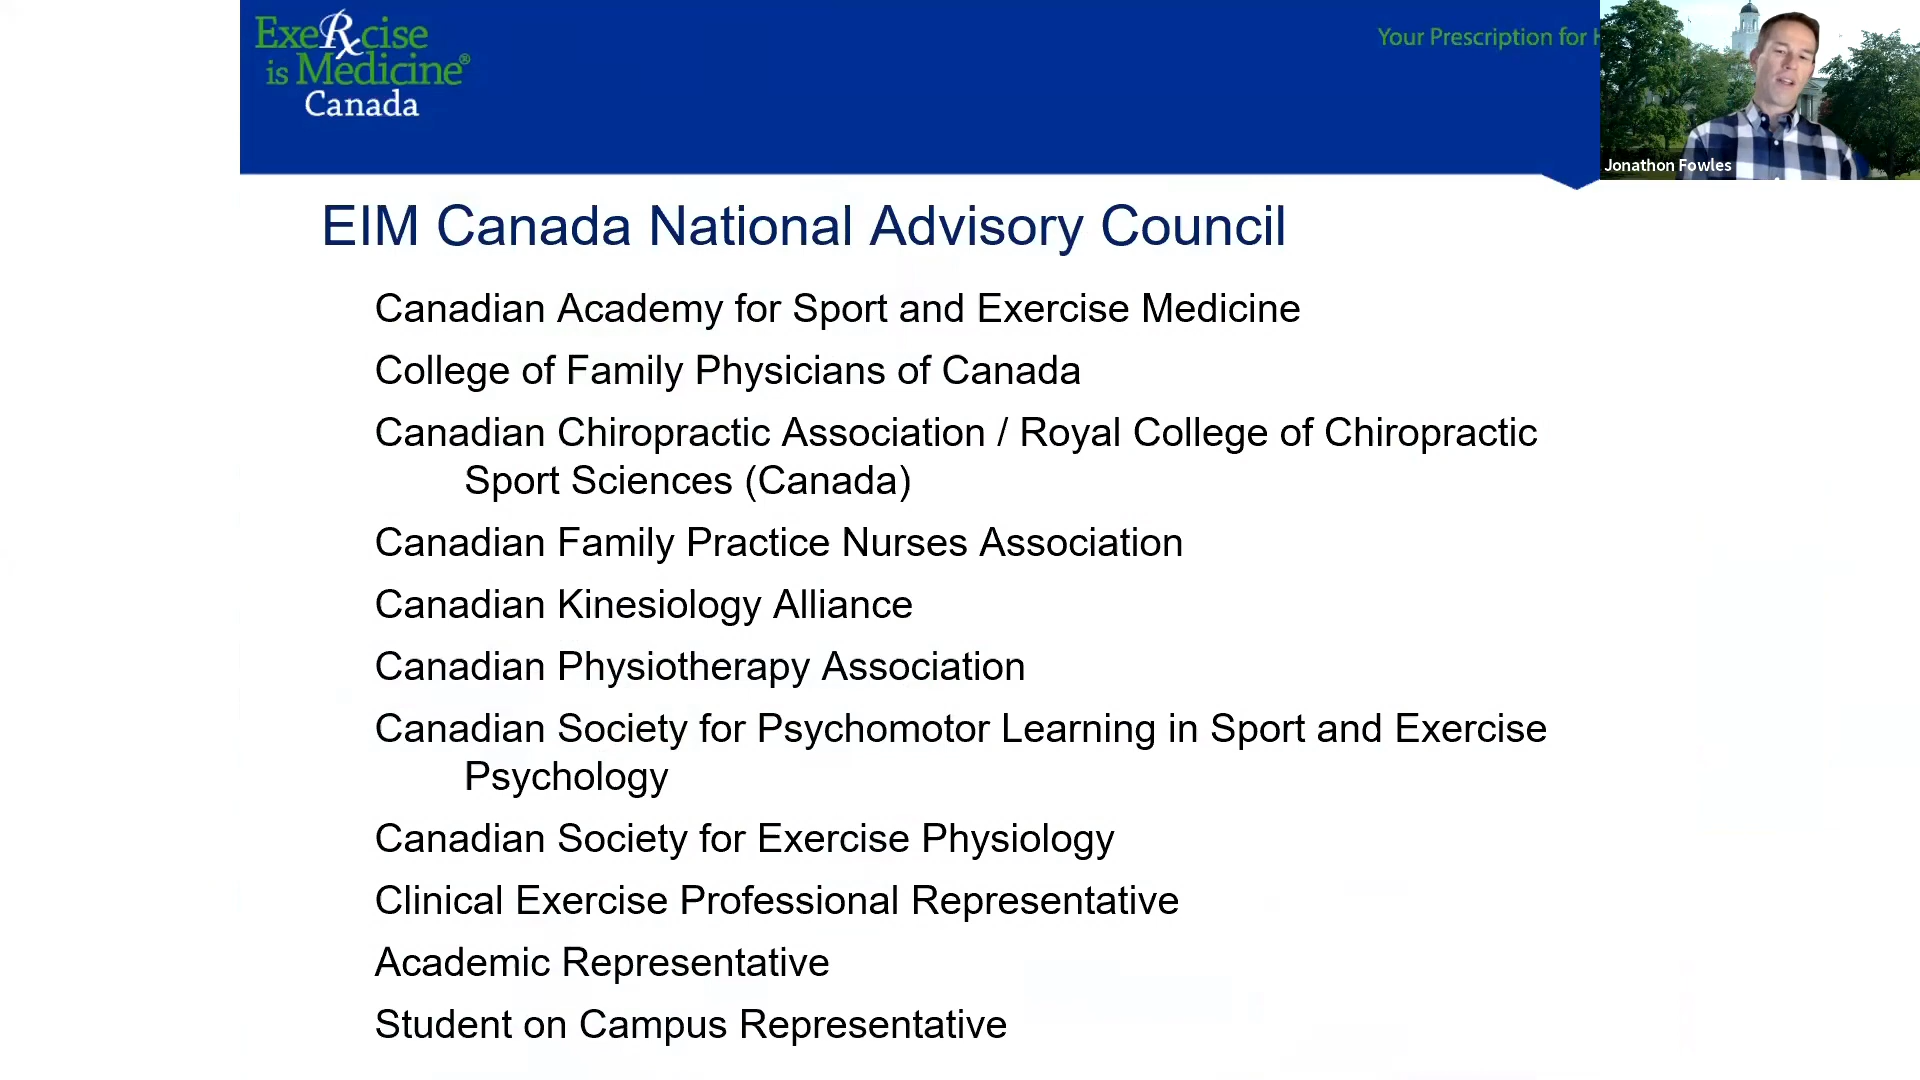 ExeRxcise
is Medicine®
Canada
Your Prescription for
Jonathon Fowles
EIM Canada National Advisory Council
Canadian Academy for Sport and Exercise Medicine
College of Family Physicians of Canada
Canadian Chiropractic Association / Royal College of Chiropractic
Sport Sciences (Canada)
Canadian Family Practice Nurses Association
Canadian Kinesiology Alliance
Canadian Physiotherapy Association
Canadian Society for Psychomotor Learning in Sport and Exercise
Psychology
Canadian Society for Exercise Physiology
Clinical Exercise Professional Representative
Academic Representative
Student on Campus Representative